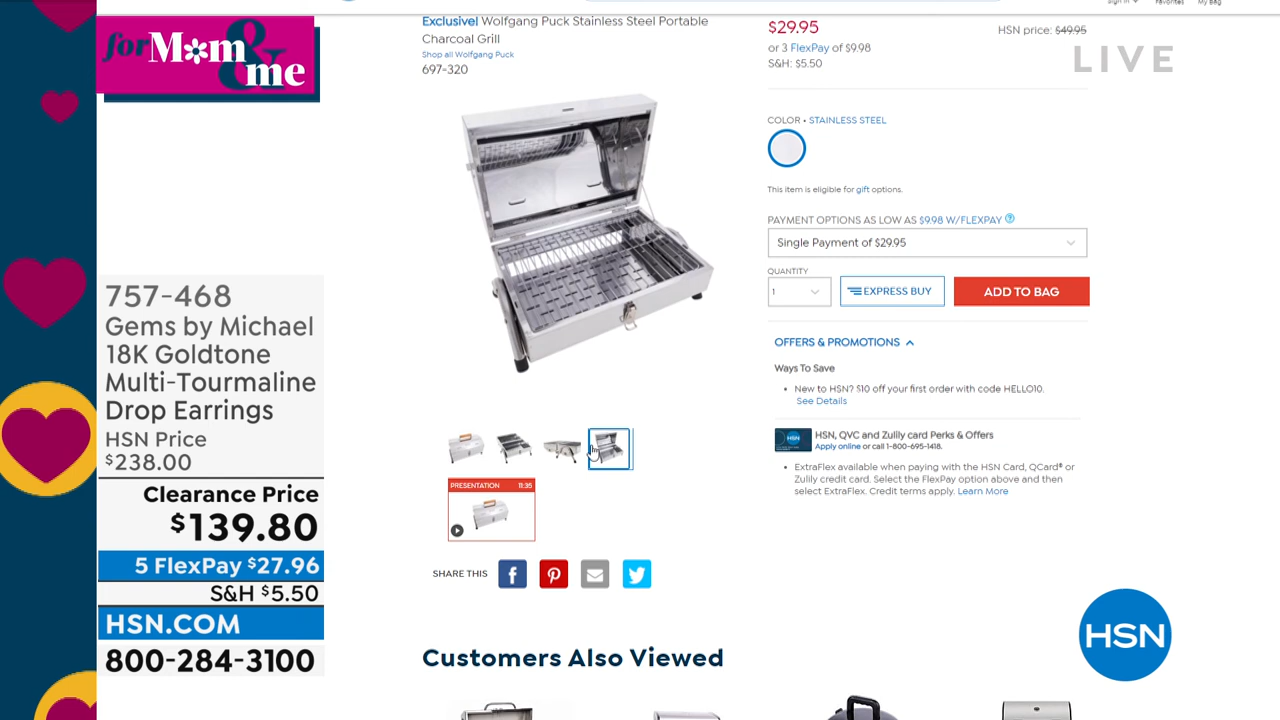 for Mom
&
me
757-468
Gems by Michael
18K Goldtone
Multi-Tourmaline
Drop Earrings
HSN Price
$238.00
Clearance Price
$139.80
5 FlexPay $27.96
S&H $5.50
HSN.COM
800-284-3100
Exclusive! Wolfgang Puck Stainless Steel Portable
Charcoal Grill
Shop all Wolfgang Puck
697-320
PRESENTATION 11:35
SHARE THIS
Customers Also Viewed
Sign In
Favorites
My Bag
$29.95
HSN price: $49.95
or 3 FlexPay of $9.98
S&H: $5.50
LIVE
COLOR • STAINLESS STEEL
This item is eligible for gift options.
PAYMENT OPTIONS AS LOW AS $9.98 W/FLEXPAY ?
Single Payment of $29.95
QUANTITY
1
EXPRESS BUY
ADD TO BAG
OFFERS & PROMOTIONS
Ways To Save
• New to HSN? $10 off your first order with code HELLO10.
See Details
HSN
HSN, QVC and Zulily card Perks & Offers
Apply online or call 1-800-695-1418.
• ExtraFlex available when paying with the HSN Card, QCard® or
Zulily credit card. Select the FlexPay option above and then
select ExtraFlex. Credit terms apply. Learn More
HSN